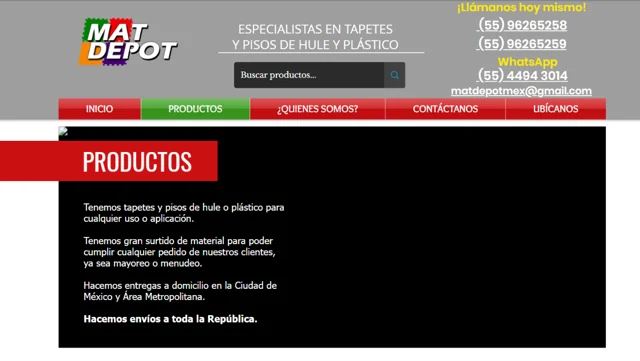 MAT
DEPOT
ESPECIALISTAS EN TAPETES
Y PISOS DE HULE Y PLÁSTICO
Buscar productos...
¡Llámanos hoy mismo!
(55) 96265258
(55) 96265259
WhatsApp
(55) 4494 3014
matdepotmex@gmail.com
INICIO
PRODUCTOS
¿QUIENES SOMOS?
CONTÁCTANOS
UBÍCANOS
PRODUCTOS
Tenemos tapetes y pisos de hule o plástico para
cualquier uso o aplicación.
Tenemos gran surtido de material para poder
cumplir cualquier pedido de nuestros clientes,
ya sea mayoreo o menudeo.
Hacemos entregas a domicilio en la Ciudad de
México y Área Metropolitana.
Hacemos envíos a toda la República.